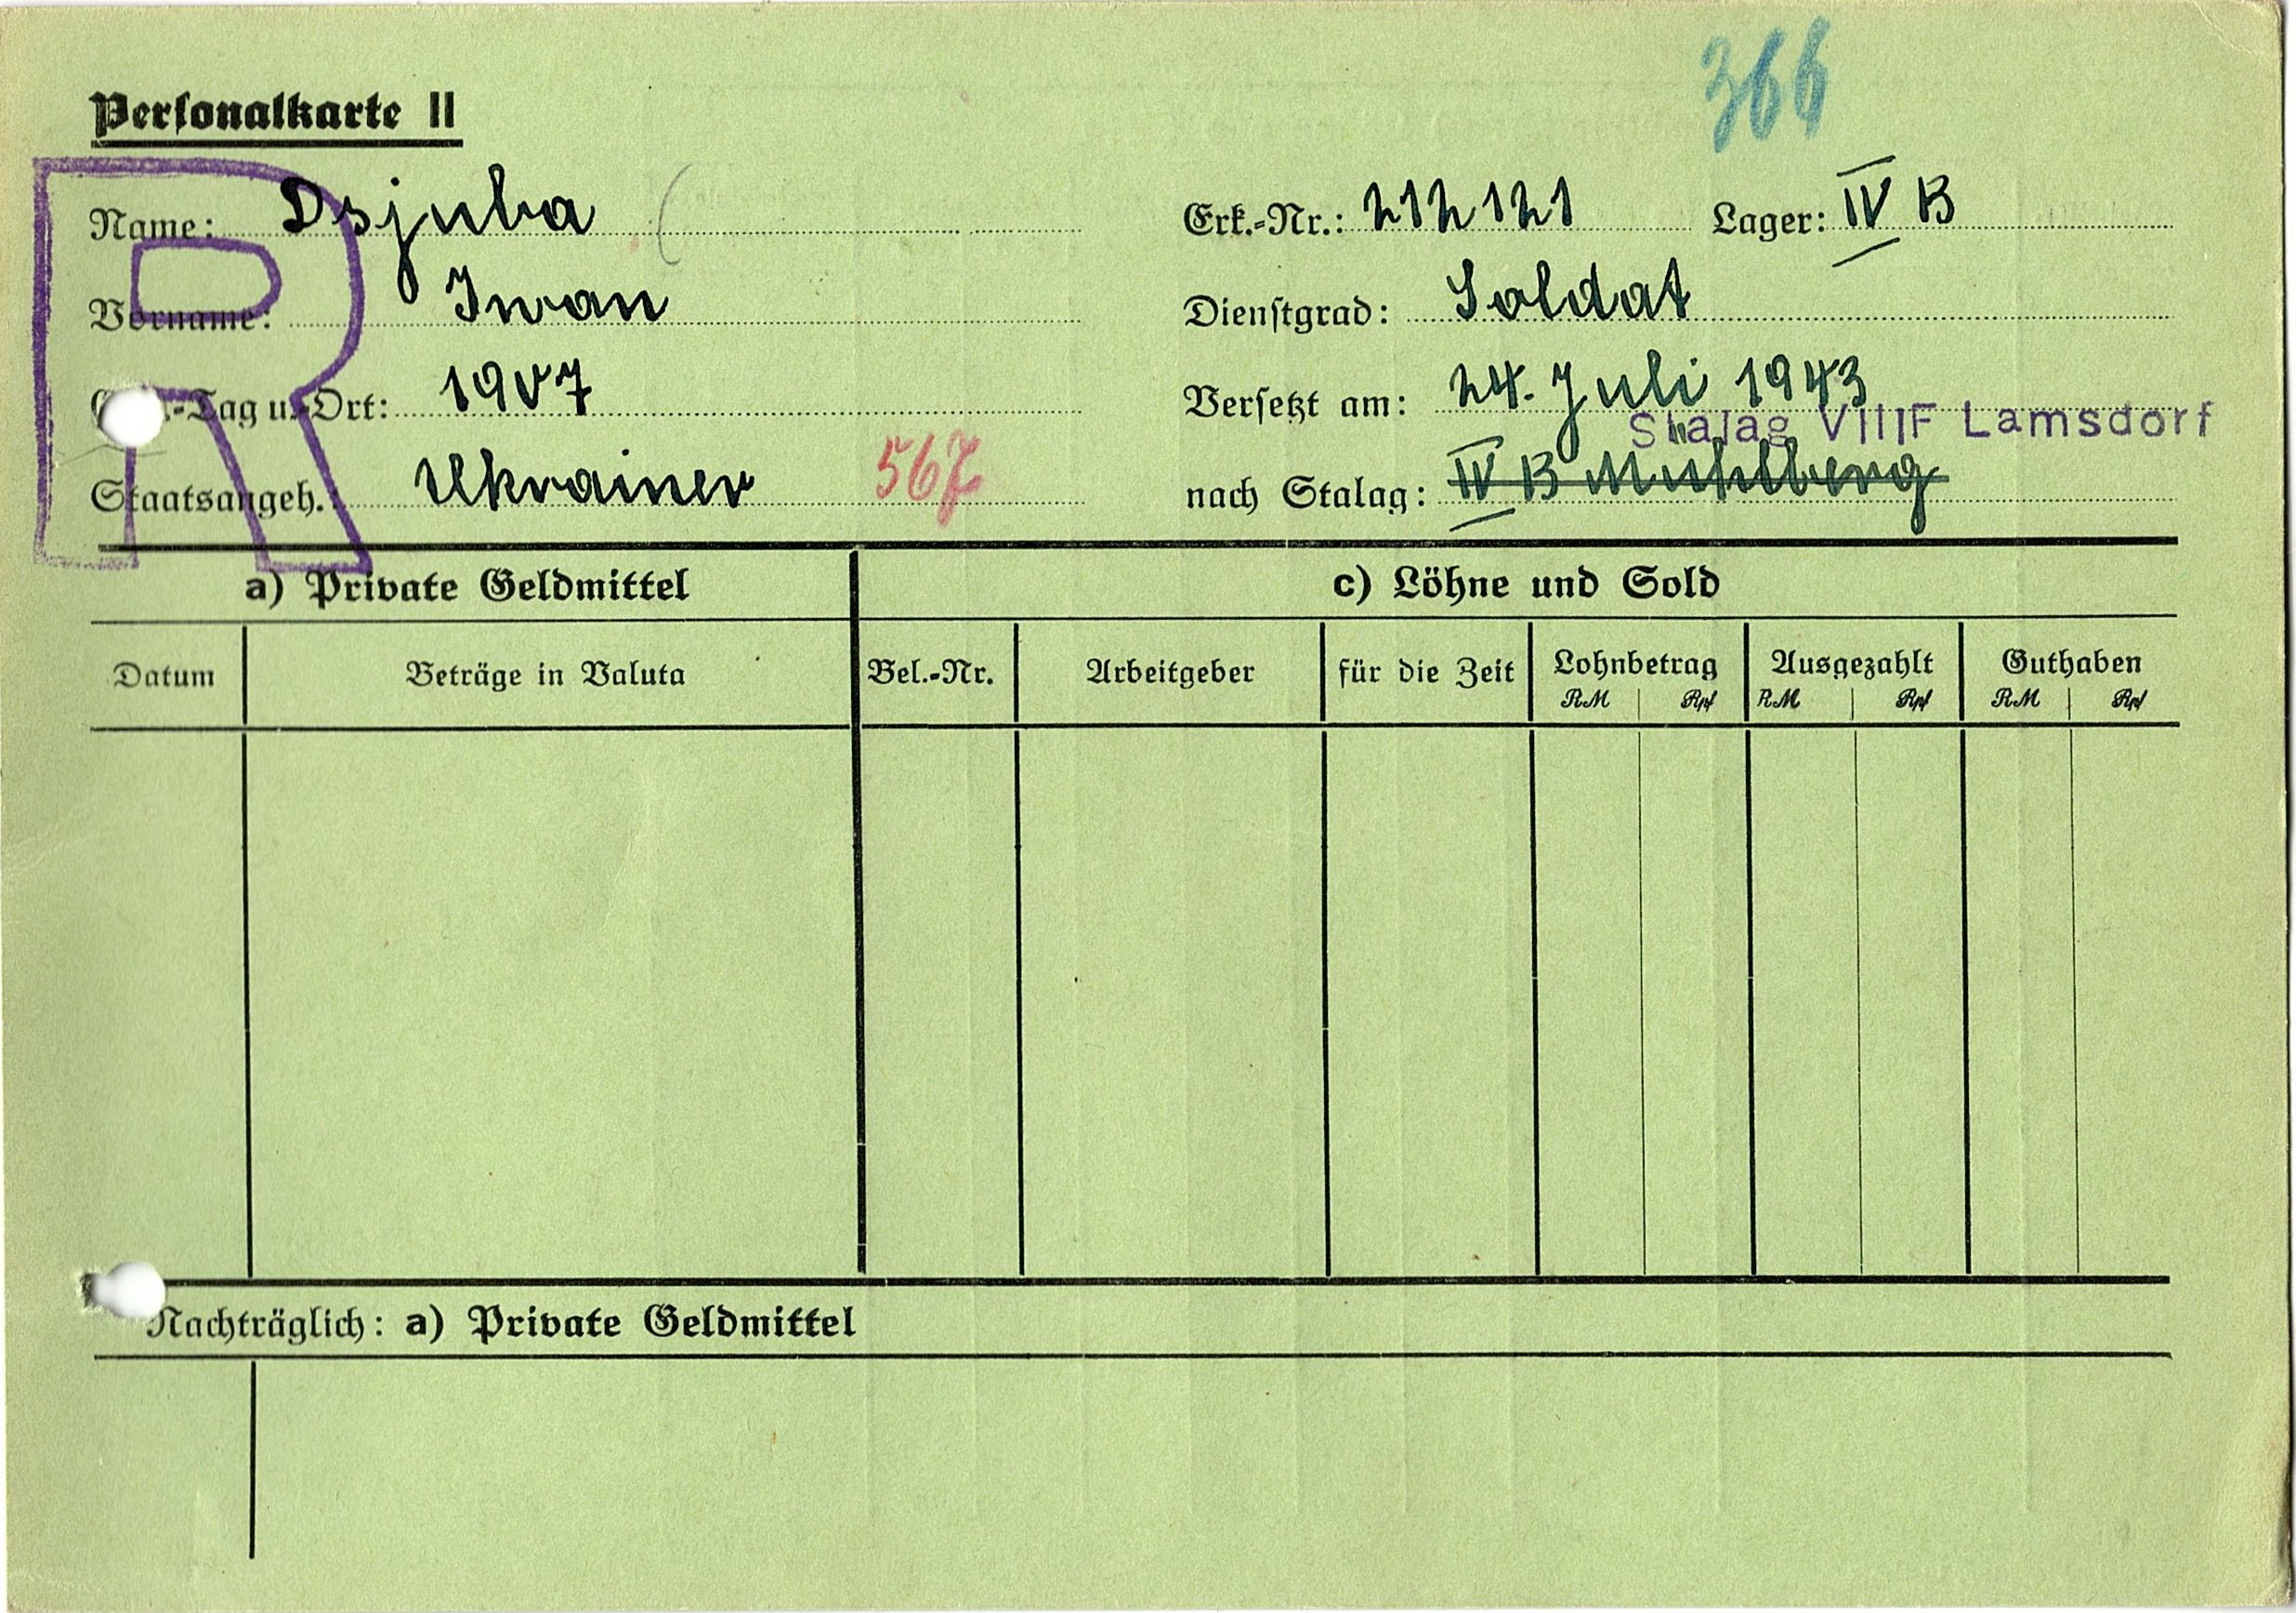 366
Personalkarte II
R
Name: Dsjuba Erk.-Nr.: 212121 Lager: IV B
Vorname: Iwan Dienstgrad: Soldat
-Tag u. Ort: 1907 Versetzt am: 24. Juli 1943
Stalag VIIIF Lamsdorf
Staatsangeh.: Ukrainer 567 nach Stalag: IV B Mühlberg
a) Private Geldmittel c) Löhne und Sold
Datum Beträge in Valuta Bel.-Nr. Arbeitgeber für die Zeit Lohnbetrag Ausgezahlt Guthaben
RM Rpf RM Rpf RM Rpf
Nachträglich: a) Private Geldmittel